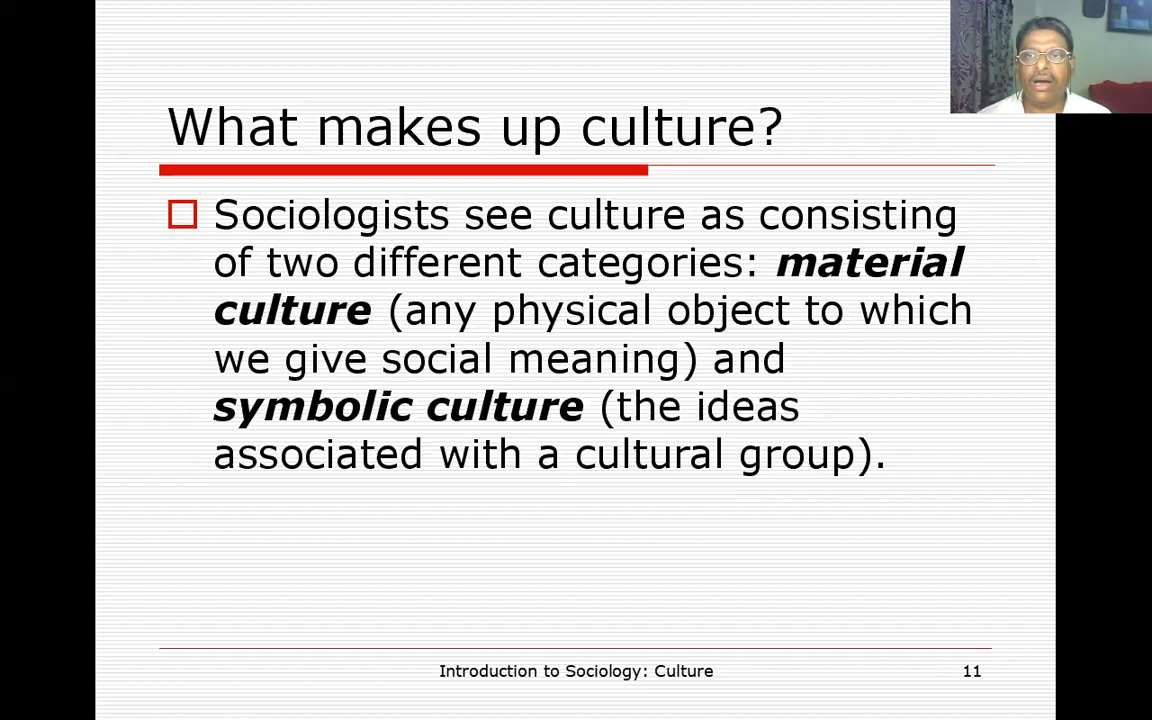 What makes up culture?
Sociologists see culture as consisting
of two different categories: material
culture (any physical object to which
we give social meaning) and
symbolic culture (the ideas
associated with a cultural group).
Introduction to Sociology: Culture
11